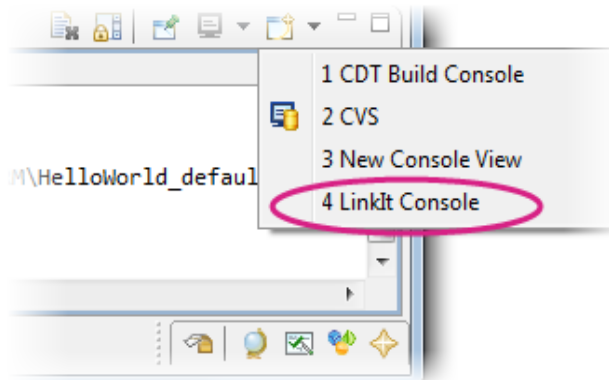 1 CDT Build Console
2 CVS
3 New Console View
M\HelloWorld_defaul
4 LinkIt Console